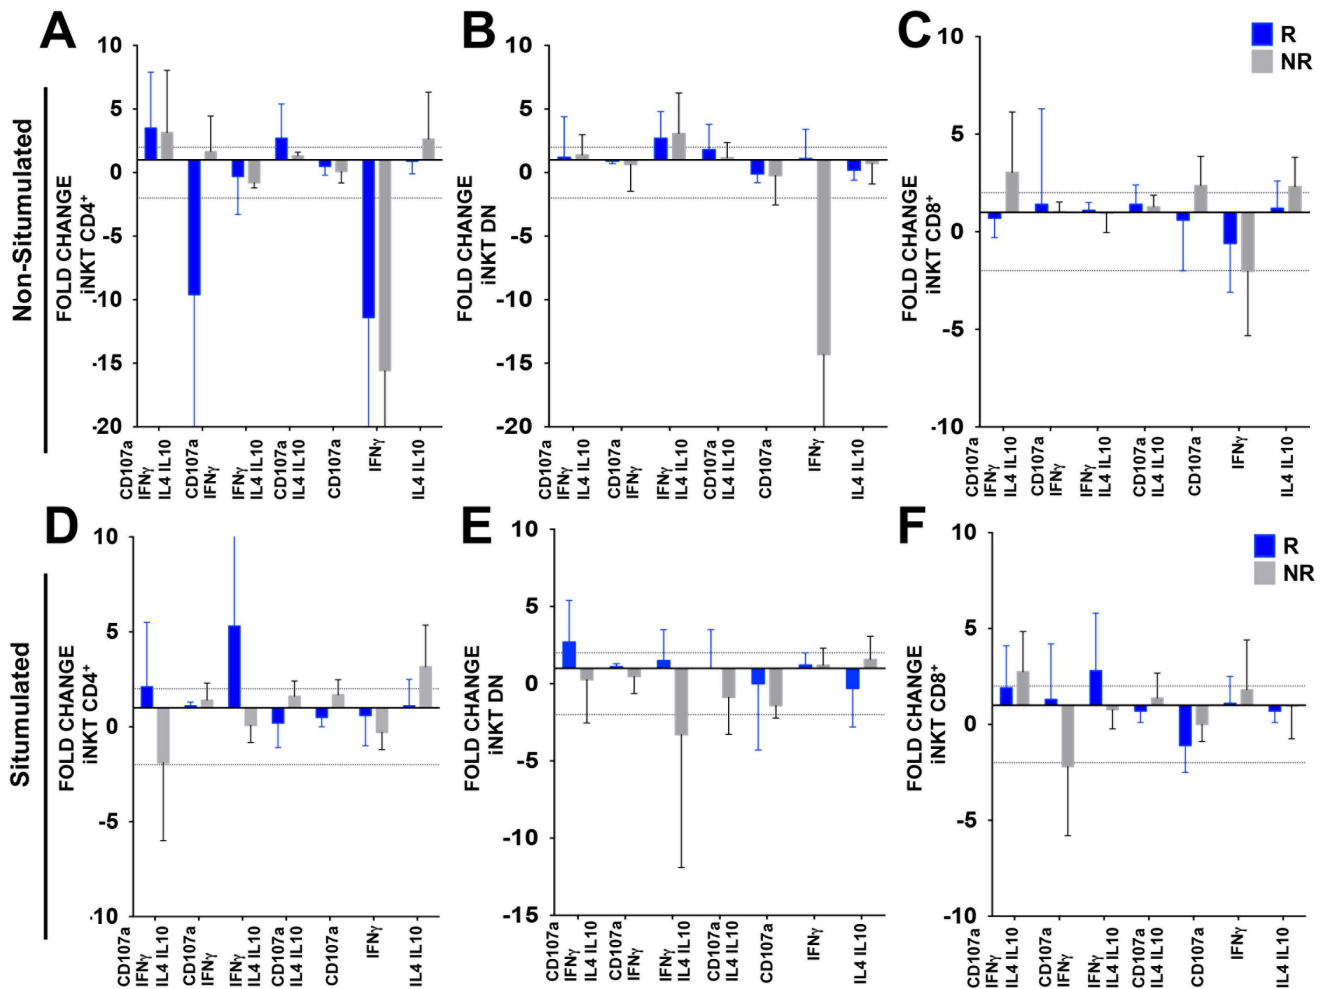 A
B
C
R
NR
Non-Situmulated
FOLD CHANGE
iNKT CD4+
10
5
0
-5
-10
-15
-20
CD107a
IFNγ
IL4 IL10
CD107a
IFNγ
IFNγ
IL4 IL10
CD107a
IL4 IL10
CD107a
IFNγ
IL4 IL10
FOLD CHANGE
iNKT DN
10
5
0
-5
-10
-15
-20
CD107a
IFNγ
IL4 IL10
CD107a
IFNγ
IFNγ
IL4 IL10
CD107a
IL4 IL10
CD107a
IFNγ
IL4 IL10
FOLD CHANGE
iNKT CD8+
10
5
0
-5
-10
CD107a
IFNγ
IL4 IL10
CD107a
IFNγ
IFNγ
IL4 IL10
CD107a
IL4 IL10
CD107a
IFNγ
IL4 IL10
D
E
F
R
NR
Situmulated
FOLD CHANGE
iNKT CD4+
10
5
0
-5
-10
CD107a
IFNγ
IL4 IL10
CD107a
IFNγ
IFNγ
IL4 IL10
CD107a
IL4 IL10
CD107a
IFNγ
IL4 IL10
FOLD CHANGE
iNKT DN
10
5
0
-5
-10
-15
CD107a
IFNγ
IL4 IL10
CD107a
IFNγ
IFNγ
IL4 IL10
CD107a
IL4 IL10
CD107a
IFNγ
IL4 IL10
FOLD CHANGE
iNKT CD8+
10
5
0
-5
-10
CD107a
IFNγ
IL4 IL10
CD107a
IFNγ
IFNγ
IL4 IL10
CD107a
IL4 IL10
CD107a
IFNγ
IL4 IL10